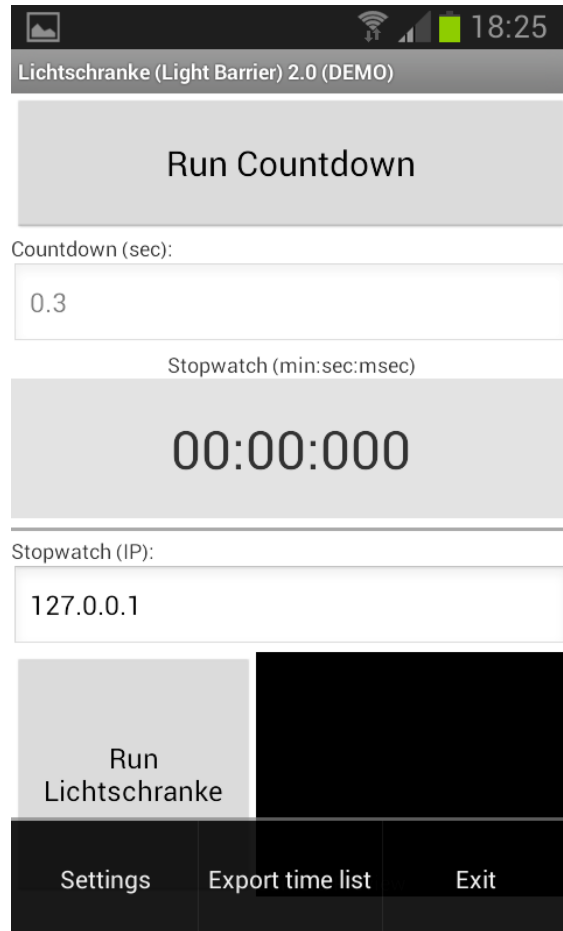 18:25
Lichtschranke (Light Barrier) 2.0 (DEMO)
Run Countdown
Countdown (sec):
0.3
Stopwatch (min:sec:msec)
00:00:000
Stopwatch (IP):
127.0.0.1
Run
Lichtschranke
Settings Export time list Exit